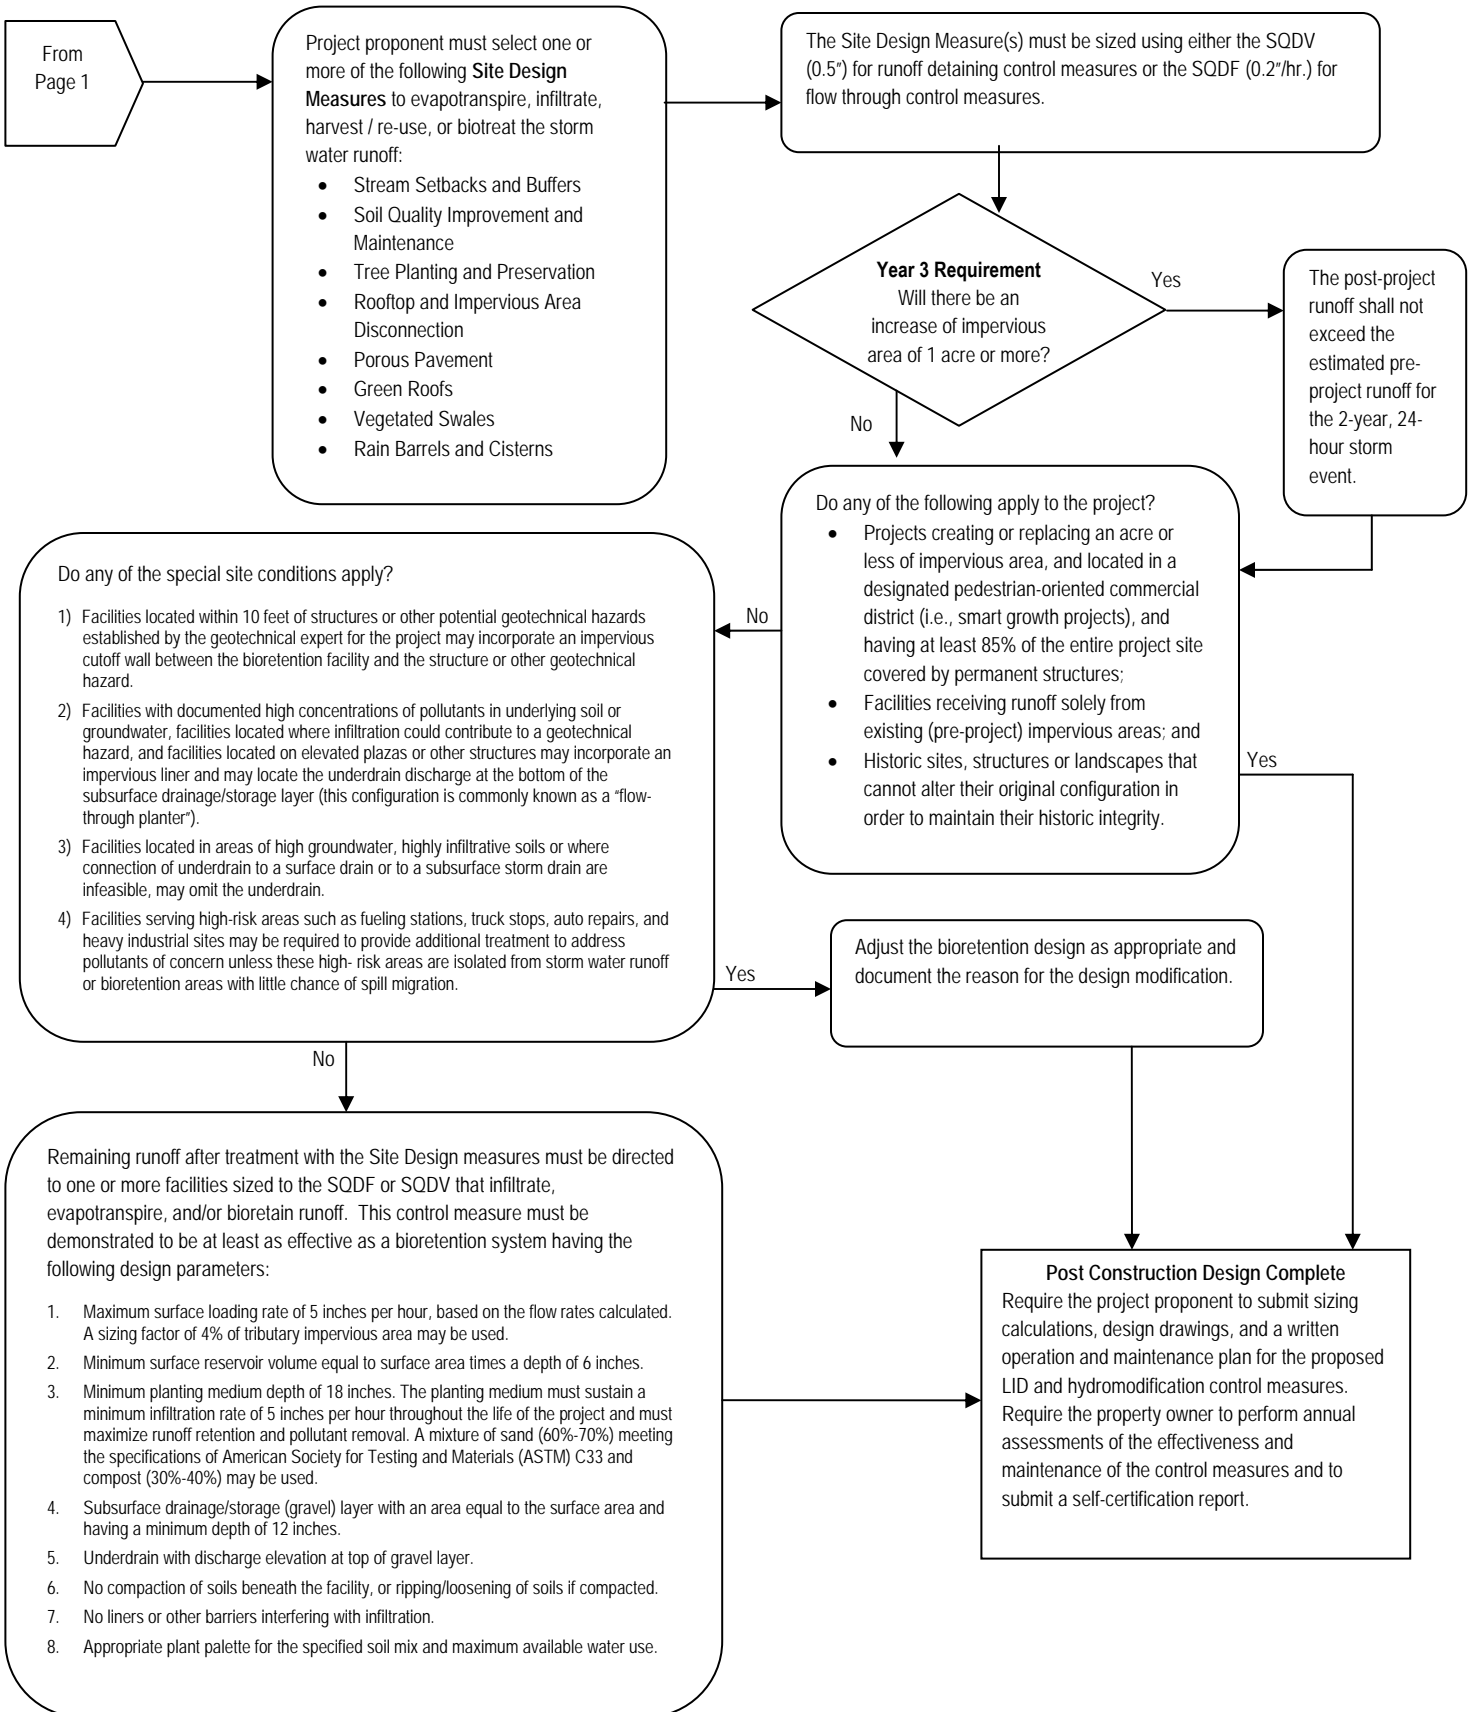 From
Page 1
Project proponent must select one or
more of the following Site Design
Measures to evapotranspire, infiltrate,
harvest / re-use, or biotreat the storm
water runoff:
• Stream Setbacks and Buffers
• Soil Quality Improvement and
Maintenance
• Tree Planting and Preservation
• Rooftop and Impervious Area
Disconnection
• Porous Pavement
• Green Roofs
• Vegetated Swales
• Rain Barrels and Cisterns
The Site Design Measure(s) must be sized using either the SQDV
(0.5") for runoff detaining control measures or the SQDF (0.2"/hr.) for
flow through control measures.
Year 3 Requirement
Will there be an
increase of impervious
area of 1 acre or more?
Yes
No
The post-project
runoff shall not
exceed the
estimated pre-
project runoff for
the 2-year, 24-
hour storm
event.
Do any of the following apply to the project?
• Projects creating or replacing an acre or
less of impervious area, and located in a
designated pedestrian-oriented commercial
district (i.e., smart growth projects), and
having at least 85% of the entire project site
covered by permanent structures;
• Facilities receiving runoff solely from
existing (pre-project) impervious areas; and
• Historic sites, structures or landscapes that
cannot alter their original configuration in
order to maintain their historic integrity.
No
Yes
Do any of the special site conditions apply?
1) Facilities located within 10 feet of structures or other potential geotechnical hazards
established by the geotechnical expert for the project may incorporate an impervious
cutoff wall between the bioretention facility and the structure or other geotechnical
hazard.
2) Facilities with documented high concentrations of pollutants in underlying soil or
groundwater, facilities located where infiltration could contribute to a geotechnical
hazard, and facilities located on elevated plazas or other structures may incorporate an
impervious liner and may locate the underdrain discharge at the bottom of the
subsurface drainage/storage layer (this configuration is commonly known as a "flow-
through planter").
3) Facilities located in areas of high groundwater, highly infiltrative soils or where
connection of underdrain to a surface drain or to a subsurface storm drain are
infeasible, may omit the underdrain.
4) Facilities serving high-risk areas such as fueling stations, truck stops, auto repairs, and
heavy industrial sites may be required to provide additional treatment to address
pollutants of concern unless these high- risk areas are isolated from storm water runoff
or bioretention areas with little chance of spill migration.
Yes
No
Adjust the bioretention design as appropriate and
document the reason for the design modification.
Remaining runoff after treatment with the Site Design measures must be directed
to one or more facilities sized to the SQDF or SQDV that infiltrate,
evapotranspire, and/or bioretain runoff. This control measure must be
demonstrated to be at least as effective as a bioretention system having the
following design parameters:
1. Maximum surface loading rate of 5 inches per hour, based on the flow rates calculated.
A sizing factor of 4% of tributary impervious area may be used.
2. Minimum surface reservoir volume equal to surface area times a depth of 6 inches.
3. Minimum planting medium depth of 18 inches. The planting medium must sustain a
minimum infiltration rate of 5 inches per hour throughout the life of the project and must
maximize runoff retention and pollutant removal. A mixture of sand (60%-70%) meeting
the specifications of American Society for Testing and Materials (ASTM) C33 and
compost (30%-40%) may be used.
4. Subsurface drainage/storage (gravel) layer with an area equal to the surface area and
having a minimum depth of 12 inches.
5. Underdrain with discharge elevation at top of gravel layer.
6. No compaction of soils beneath the facility, or ripping/loosening of soils if compacted.
7. No liners or other barriers interfering with infiltration.
8. Appropriate plant palette for the specified soil mix and maximum available water use.
Post Construction Design Complete
Require the project proponent to submit sizing
calculations, design drawings, and a written
operation and maintenance plan for the proposed
LID and hydromodification control measures.
Require the property owner to perform annual
assessments of the effectiveness and
maintenance of the control measures and to
submit a self-certification report.